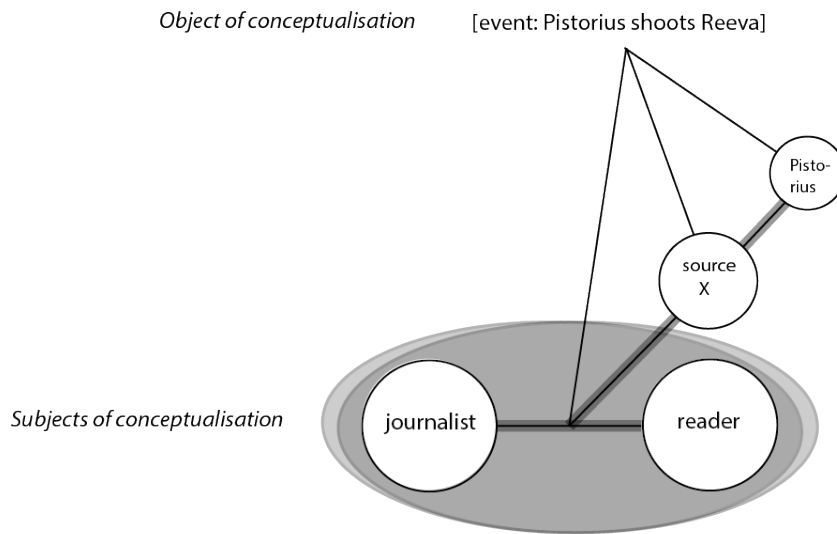 Object of conceptualisation [event: Pistorius shoots Reeva]
Pisto-
rius
source
X
journalist
reader
Subjects of conceptualisation